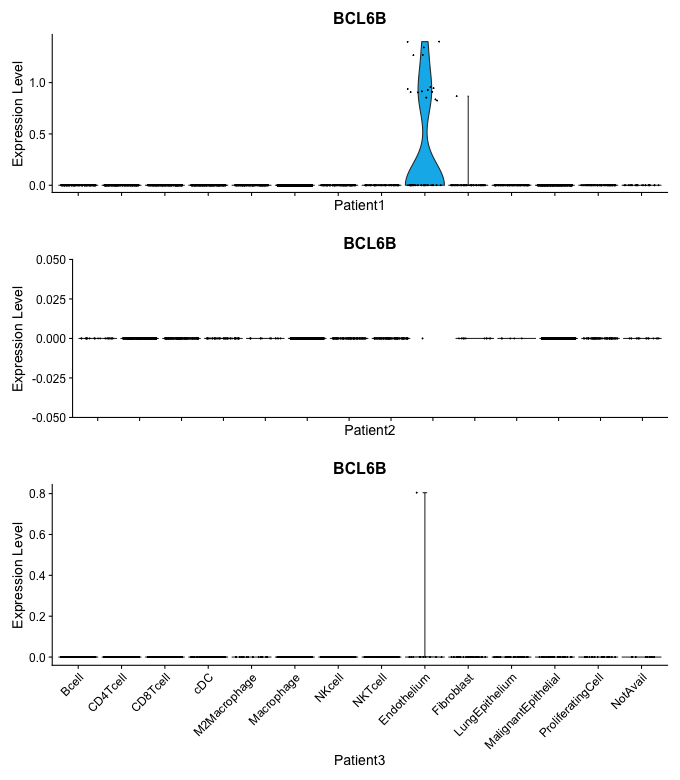 BCL6B
Expression Level
1.0
0.5
0.0
Patient1
BCL6B
Expression Level
0.050
0.025
0.000
-0.025
-0.050
Patient2
BCL6B
Expression Level
0.8
0.6
0.4
0.2
0.0
Bcell
CD4Tcell
CD8Tcell
cDC
M2Macrophage
Macrophage
NKcell
NKTcell
Endothelium
Fibroblast
LungEpithelium
MalignantEpithelial
ProliferatingCell
NotAvail
Patient3